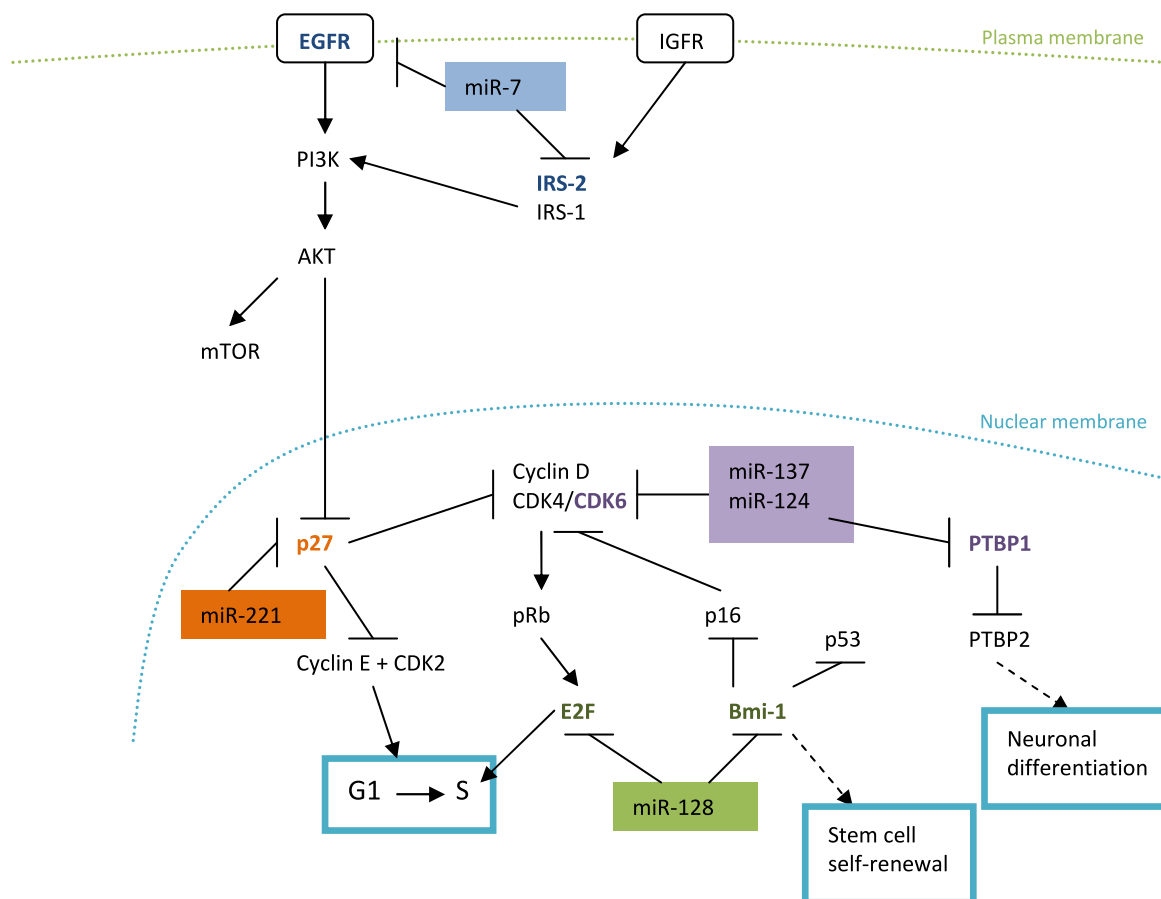 EGFR
IGFR
Plasma membrane
miR-7
PI3K
IRS-2
IRS-1
AKT
mTOR
Nuclear membrane
Cyclin D
CDK4/CDK6
miR-137
miR-124
p27
PTBP1
miR-221
pRb
p16
p53
PTBP2
Cyclin E + CDK2
E2F
Bmi-1
Neuronal
differentiation
G1
S
miR-128
Stem cell
self-renewal